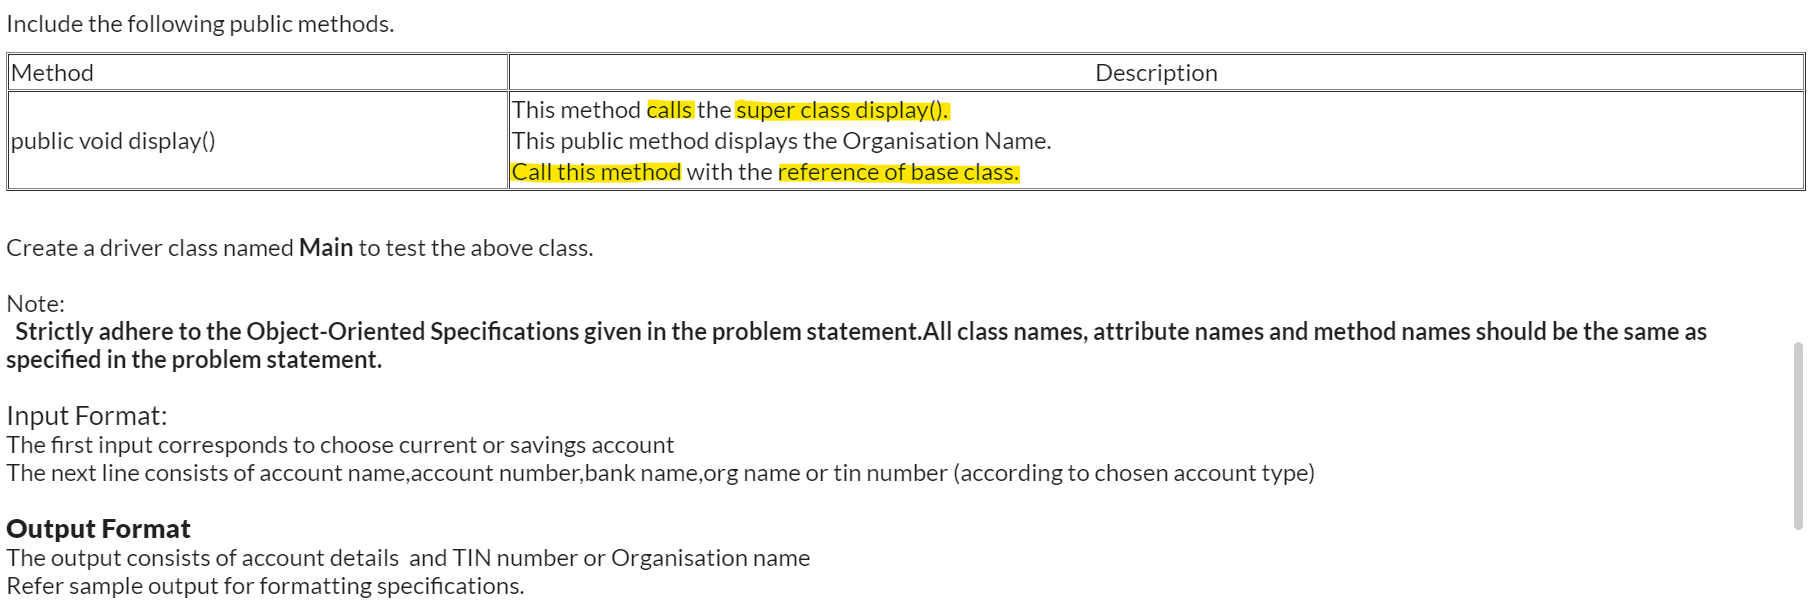 Include the following public methods.
Method
Description
public void display()
This method calls the super class display().
This public method displays the Organisation Name.
Call this method with the reference of base class.
Create a driver class named Main to test the above class.
Note:
Strictly adhere to the Object-Oriented Specifications given in the problem statement.All class names, attribute names and method names should be the same as
specified in the problem statement.
Input Format:
The first input corresponds to choose current or savings account
The next line consists of account name,account number,bank name,org name or tin number (according to chosen account type)
Output Format
The output consists of account details  and TIN number or Organisation name
Refer sample output for formatting specifications.